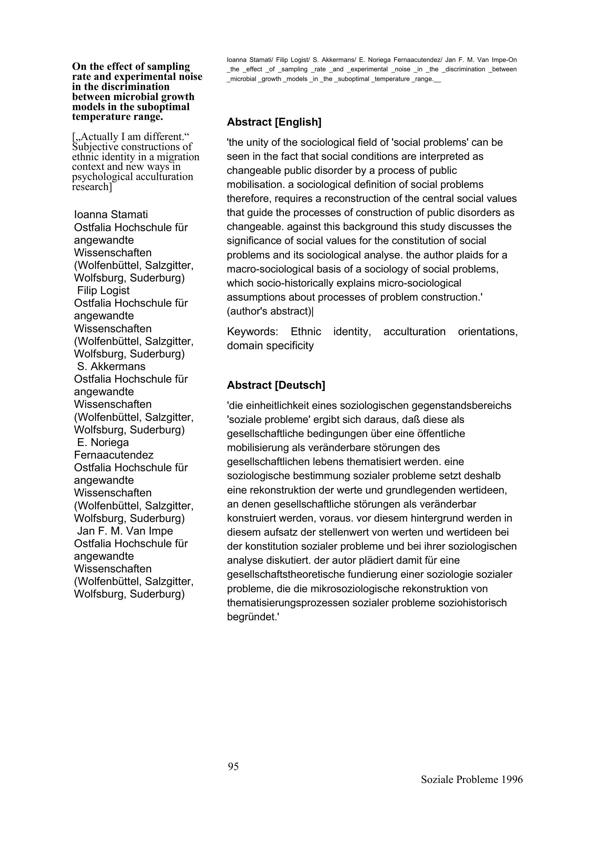 On the effect of sampling
rate and experimental noise
in the discrimination
between microbial growth
models in the suboptimal
temperature range.
[„Actually I am different.“
Subjective constructions of
ethnic identity in a migration
context and new ways in
psychological acculturation
research]
Ioanna Stamati
Ostfalia Hochschule für
angewandte
Wissenschaften
(Wolfenbüttel, Salzgitter,
Wolfsburg, Suderburg)
Filip Logist
Ostfalia Hochschule für
angewandte
Wissenschaften
(Wolfenbüttel, Salzgitter,
Wolfsburg, Suderburg)
S. Akkermans
Ostfalia Hochschule für
angewandte
Wissenschaften
(Wolfenbüttel, Salzgitter,
Wolfsburg, Suderburg)
E. Noriega
Fernaacutendez
Ostfalia Hochschule für
angewandte
Wissenschaften
(Wolfenbüttel, Salzgitter,
Wolfsburg, Suderburg)
Jan F. M. Van Impe
Ostfalia Hochschule für
angewandte
Wissenschaften
(Wolfenbüttel, Salzgitter,
Wolfsburg, Suderburg)
Ioanna Stamati/ Filip Logist/ S. Akkermans/ E. Noriega Fernaacutendez/ Jan F. M. Van Impe-On
_the _effect _of _sampling _rate _and _experimental _noise _in _the _discrimination _between
_microbial _growth _models _in _the _suboptimal _temperature _range.__
Abstract [English]
'the unity of the sociological field of 'social problems' can be
seen in the fact that social conditions are interpreted as
changeable public disorder by a process of public
mobilisation. a sociological definition of social problems
therefore, requires a reconstruction of the central social values
that guide the processes of construction of public disorders as
changeable. against this background this study discusses the
significance of social values for the constitution of social
problems and its sociological analyse. the author plaids for a
macro-sociological basis of a sociology of social problems,
which socio-historically explains micro-sociological
assumptions about processes of problem construction.'
(author's abstract)|
Keywords: Ethnic identity, acculturation orientations,
domain specificity
Abstract [Deutsch]
'die einheitlichkeit eines soziologischen gegenstandsbereichs
'soziale probleme' ergibt sich daraus, daß diese als
gesellschaftliche bedingungen über eine öffentliche
mobilisierung als veränderbare störungen des
gesellschaftlichen lebens thematisiert werden. eine
soziologische bestimmung sozialer probleme setzt deshalb
eine rekonstruktion der werte und grundlegenden wertideen,
an denen gesellschaftliche störungen als veränderbar
konstruiert werden, voraus. vor diesem hintergrund werden in
diesem aufsatz der stellenwert von werten und wertideen bei
der konstitution sozialer probleme und bei ihrer soziologischen
analyse diskutiert. der autor plädiert damit für eine
gesellschaftstheoretische fundierung einer soziologie sozialer
probleme, die die mikrosoziologische rekonstruktion von
thematisierungsprozessen sozialer probleme soziohistorisch
begründet.'
95
Soziale Probleme 1996